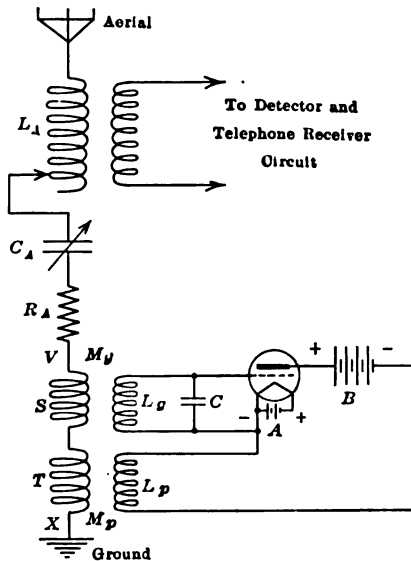 Aerial
L_A
To Detector and
Telephone Receiver
Circuit
C_A
R_A
V
M_g
S
L_g
C
+
-
B
-
A
+
T
L_p
X
M_p
Ground